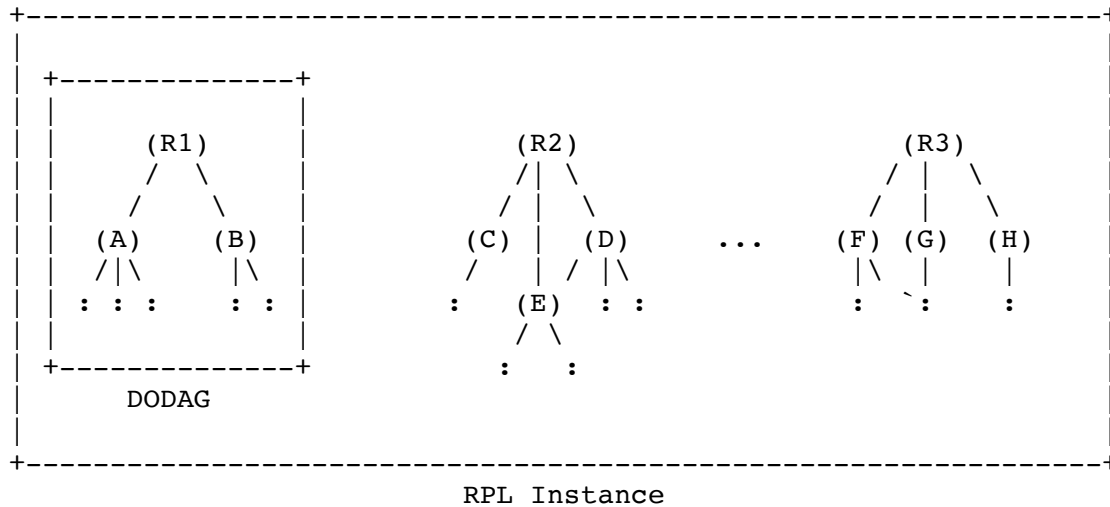 (R1) (R2) (R3)
(A) (B) (C) (D) ... (F) (G) (H)
: : : : : : (E) : : : `: :
: :
DODAG
RPL Instance